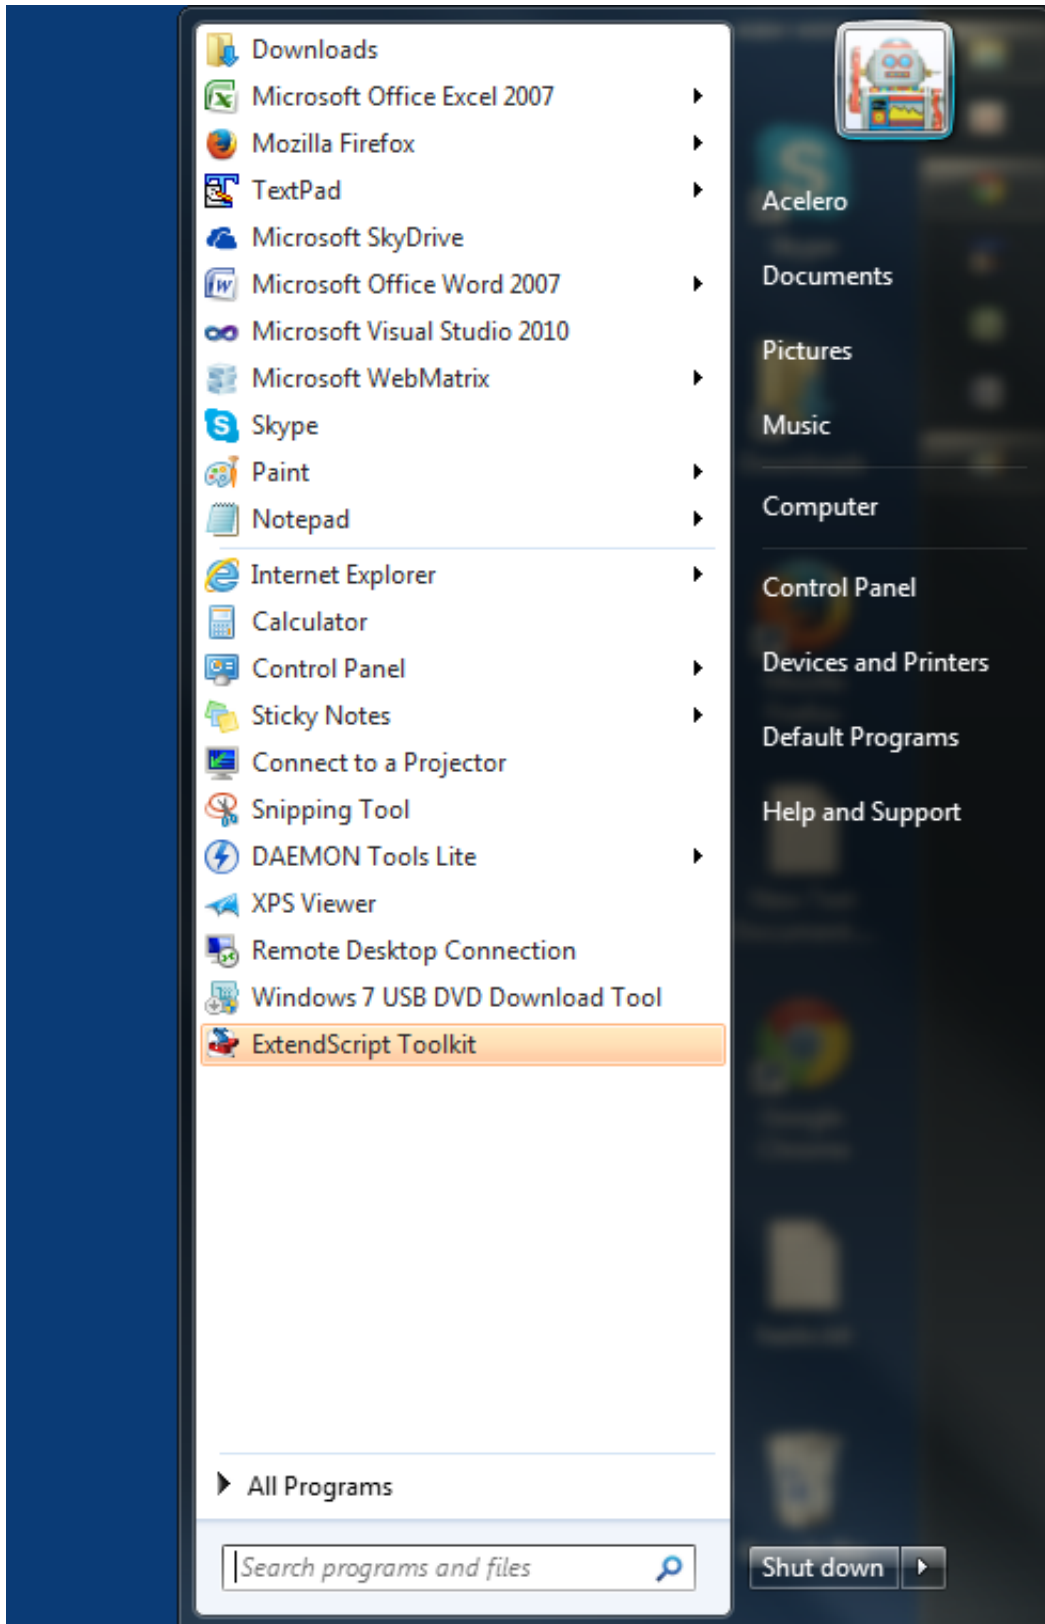 Downloads
Microsoft Office Excel 2007
Mozilla Firefox
TextPad
Microsoft SkyDrive
Microsoft Office Word 2007
Microsoft Visual Studio 2010
Microsoft WebMatrix
Skype
Paint
Notepad
Internet Explorer
Calculator
Control Panel
Sticky Notes
Connect to a Projector
Snipping Tool
DAEMON Tools Lite
XPS Viewer
Remote Desktop Connection
Windows 7 USB DVD Download Tool
ExtendScript Toolkit
All Programs
Search programs and files
Acelero
Documents
Pictures
Music
Computer
Control Panel
Devices and Printers
Default Programs
Help and Support
Shut down